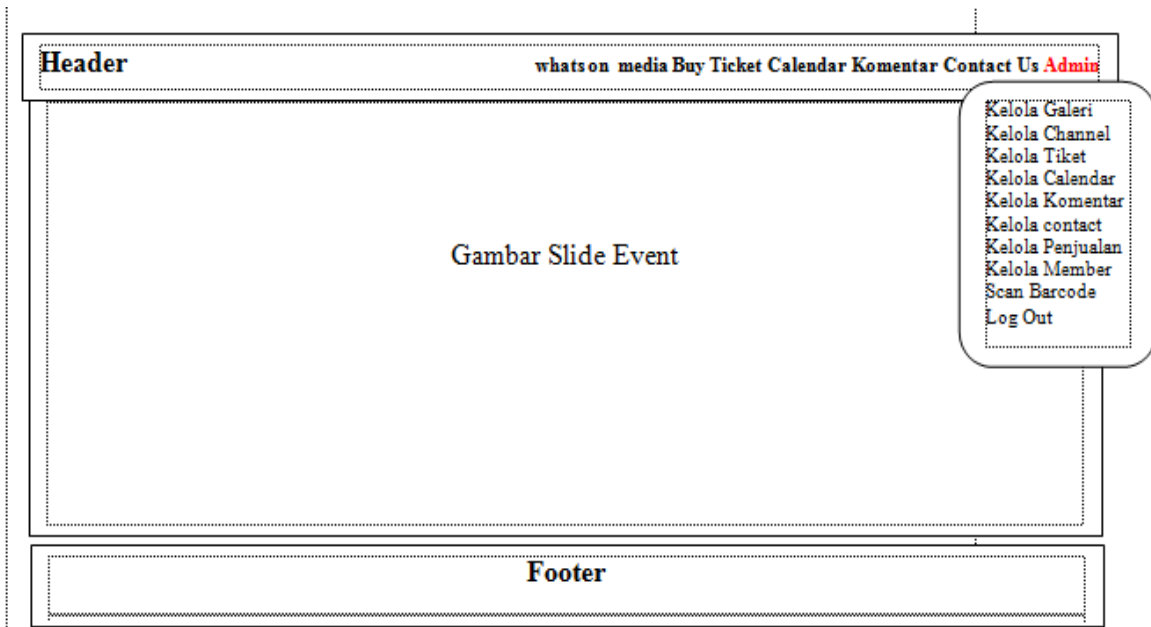 Header
whats on media Buy Ticket Calendar Komentar Contact Us Admin
Kelola Galeri
Kelola Channel
Kelola Tiket
Kelola Calendar
Kelola Komentar
Kelola contact
Kelola Penjualan
Kelola Member
Scan Barcode
Log Out
Gambar Slide Event
Footer